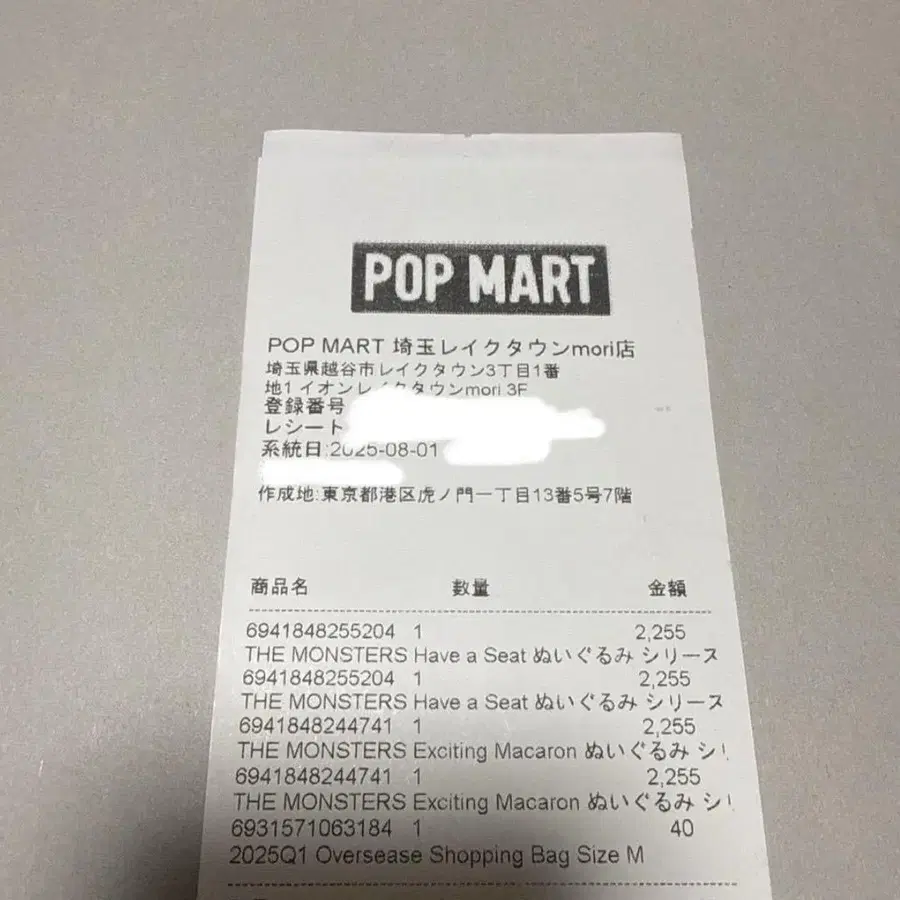 POP MART
POP MART 埼玉レイクタウンmori店
埼玉県越谷市レイクタウン3丁目1番
地1 イオンレイクタウンmori 3F
登録番号
レシート
系統日:2025-08-01
作成地:東京都港区虎ノ門一丁目13番5号7階
商品名 数量 金額
6941848255204 1 2,255
THE MONSTERS Have a Seat ぬいぐるみ シリース
6941848255204 1 2,255
THE MONSTERS Have a Seat ぬいぐるみ シリース
6941848244741 1 2,255
THE MONSTERS Exciting Macaron ぬいぐるみ シ
6941848244741 1 2,255
THE MONSTERS Exciting Macaron ぬいぐるみ シ
6931571063184 1 40
2025Q1 Oversease Shopping Bag Size M